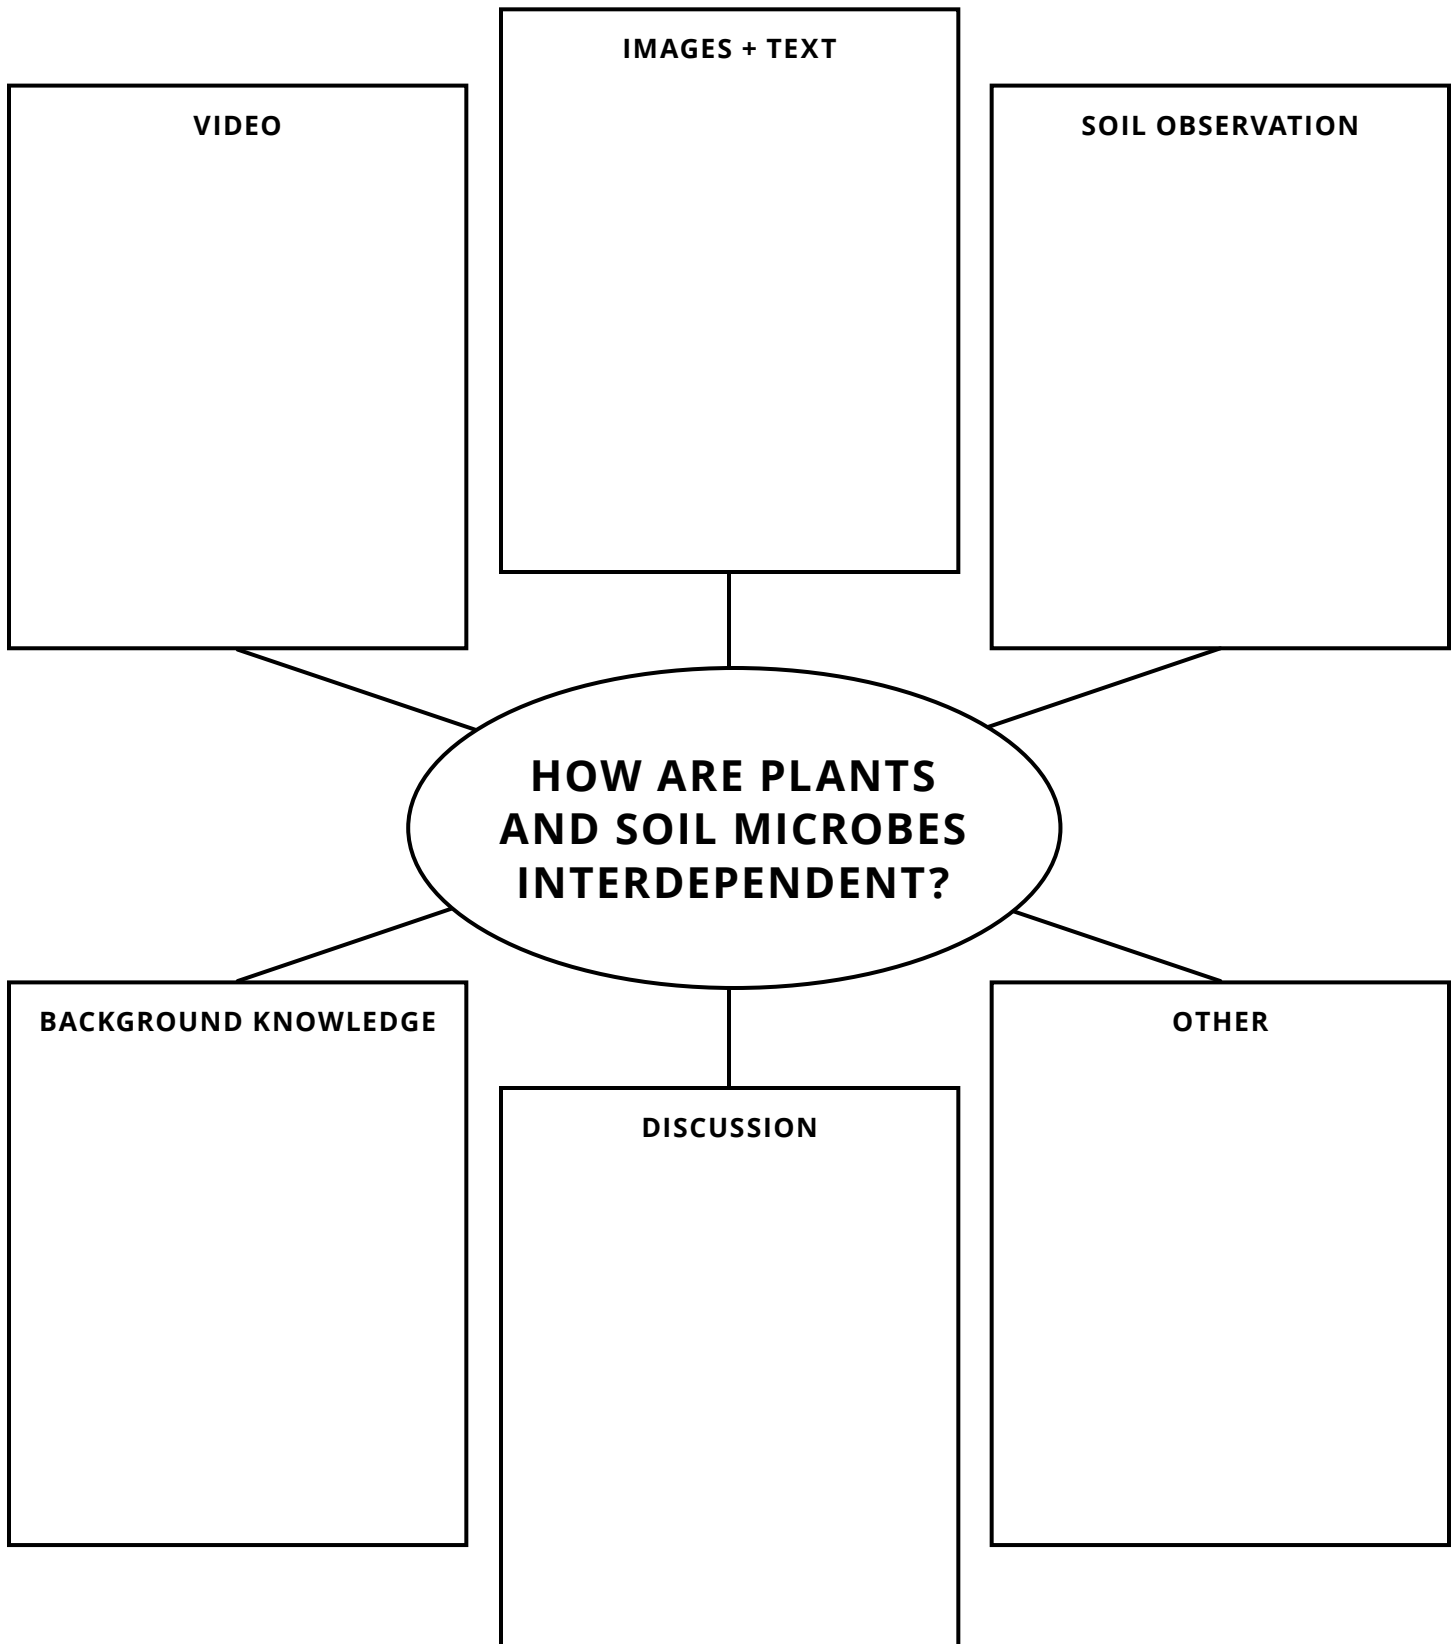 IMAGES + TEXT
VIDEO
SOIL OBSERVATION
HOW ARE PLANTS
AND SOIL MICROBES
INTERDEPENDENT?
BACKGROUND KNOWLEDGE
OTHER
DISCUSSION